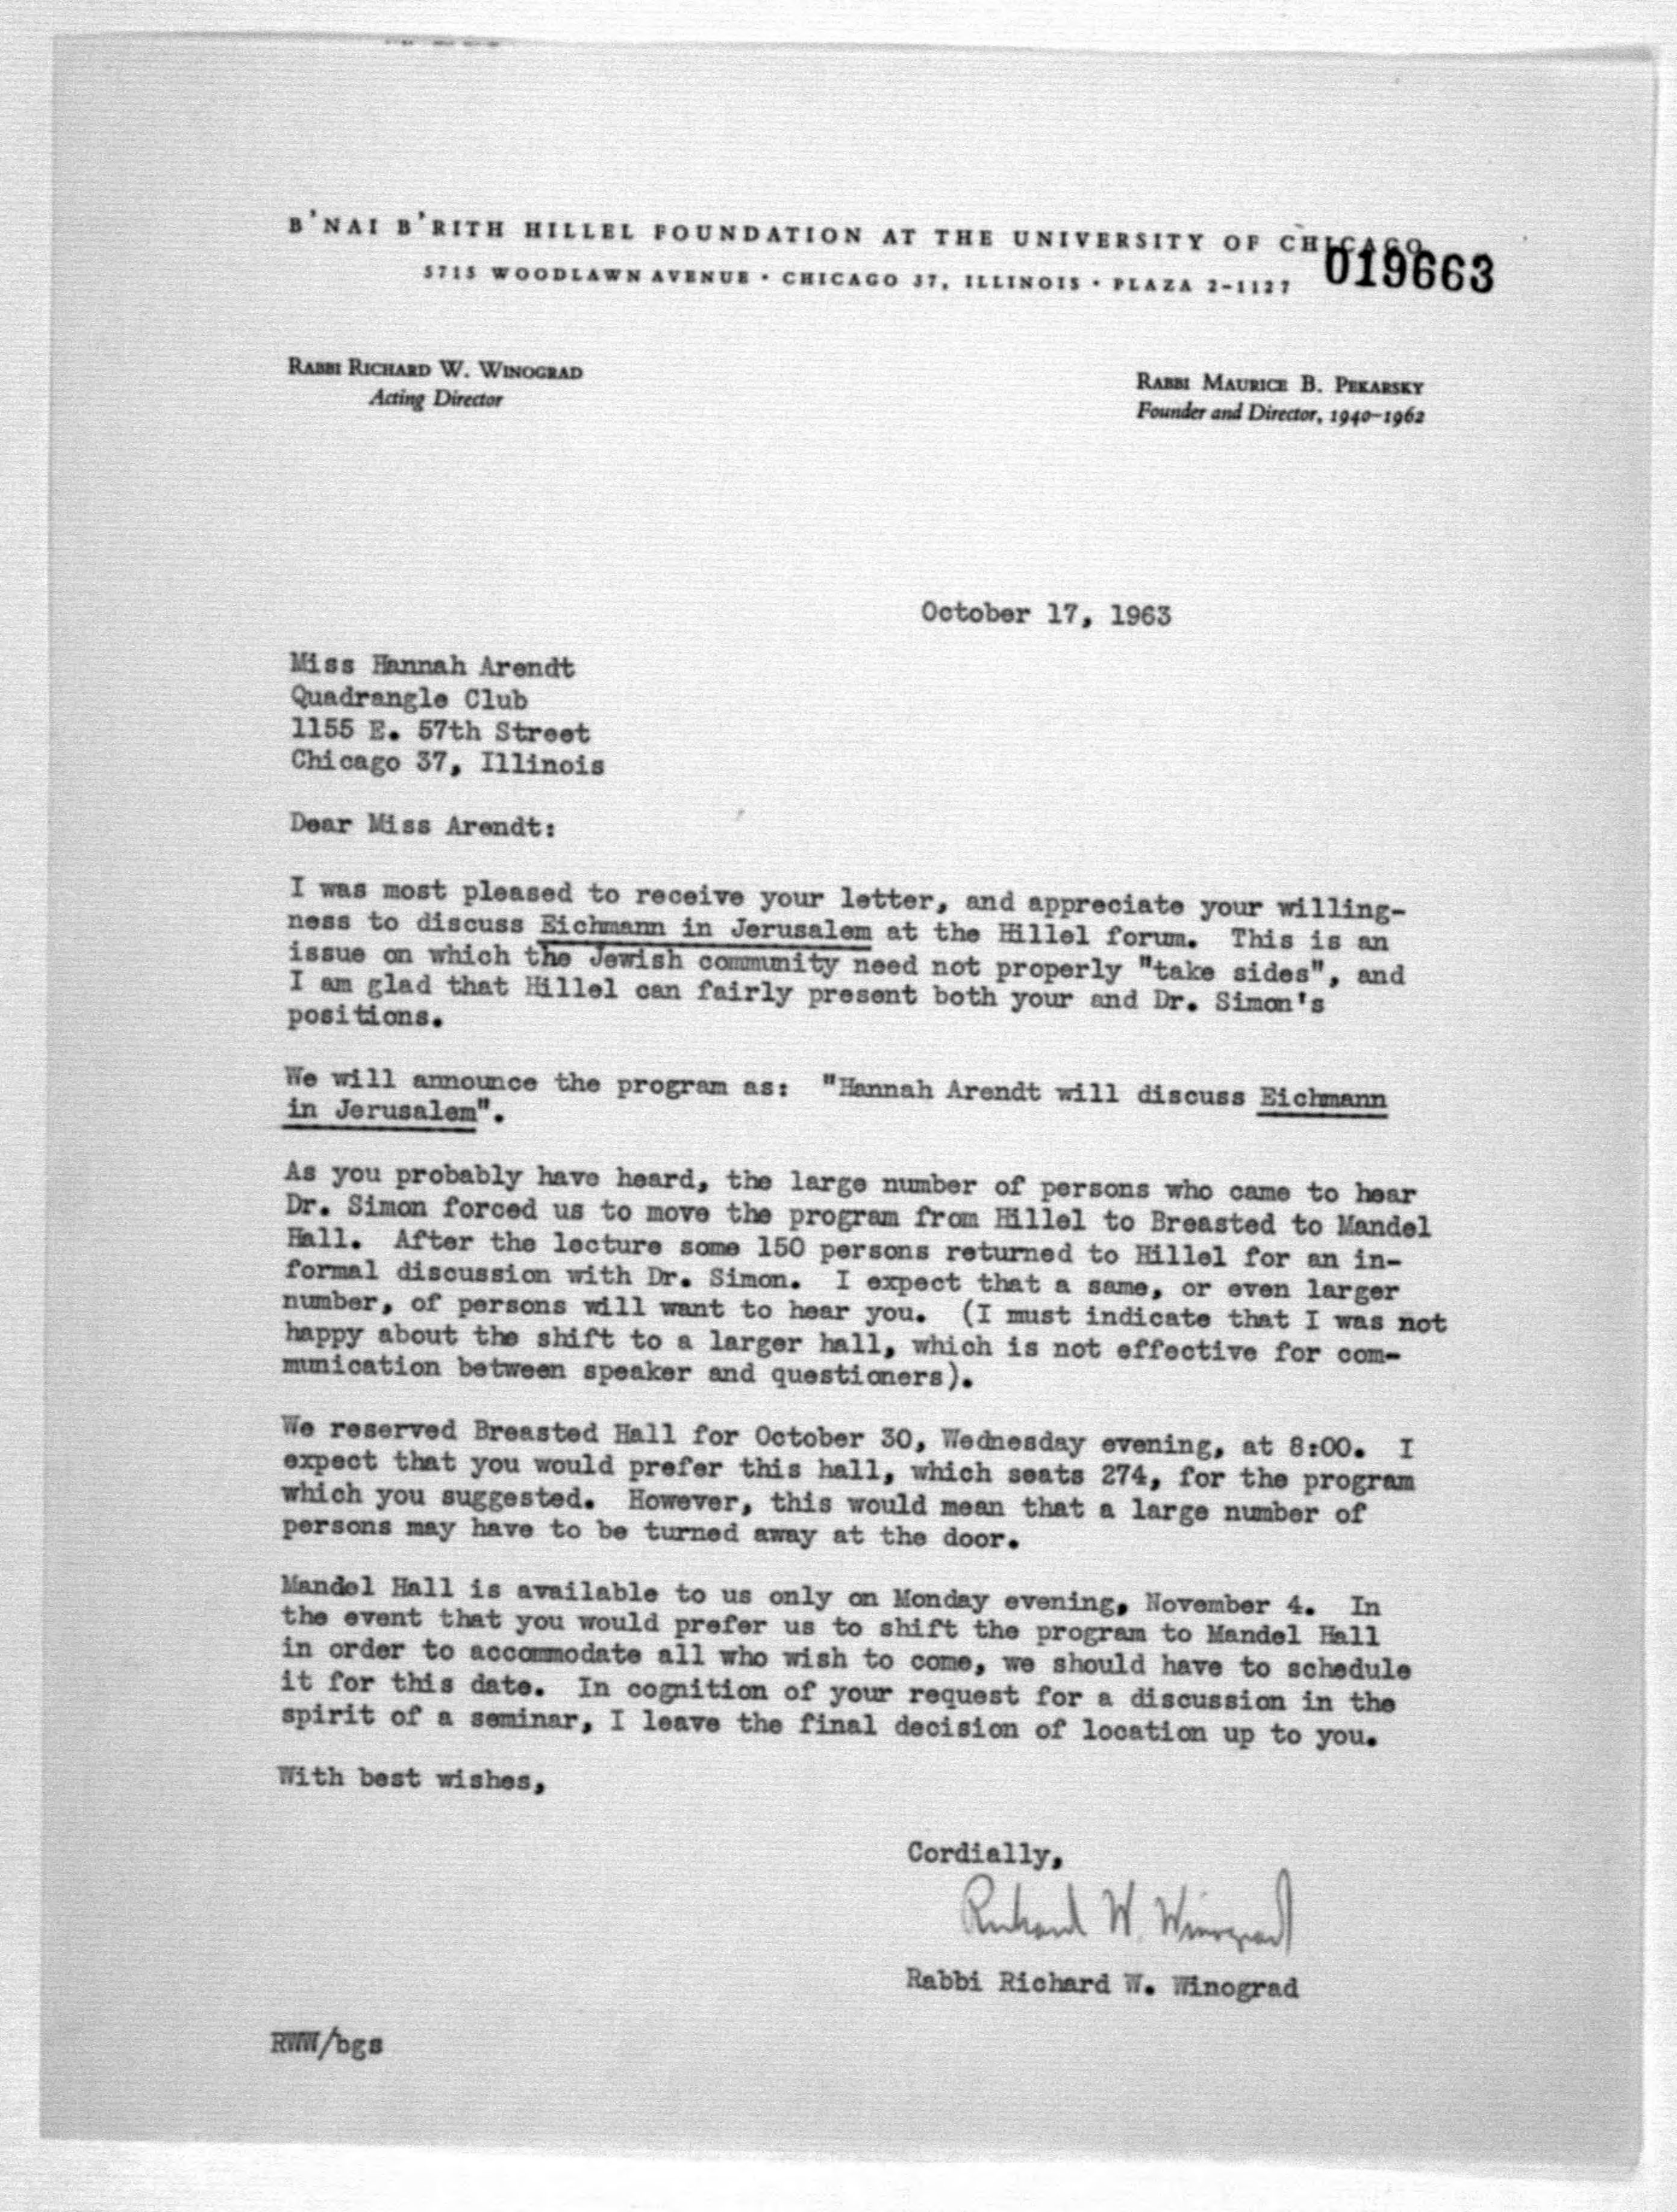 B'NAI B'RITH HILLEL FOUNDATION AT THE UNIVERSITY OF CHICAGO
5715 WOODLAWN AVENUE · CHICAGO 37, ILLINOIS · PLAZA 2-1127
019663
RABBI RICHARD W. WINOGRAD
Acting Director
RABBI MAURICE B. PEKARSKY
Founder and Director, 1940-1962
October 17, 1963
Miss Hannah Arendt
Quadrangle Club
1155 E. 57th Street
Chicago 37, Illinois
Dear Miss Arendt:
I was most pleased to receive your letter, and appreciate your willing-
ness to discuss Eichmann in Jerusalem at the Hillel forum. This is an
issue on which the Jewish community need not properly "take sides", and
I am glad that Hillel can fairly present both your and Dr. Simon's
positions.
We will announce the program as: "Hannah Arendt will discuss Eichmann
in Jerusalem".
As you probably have heard, the large number of persons who came to hear
Dr. Simon forced us to move the program from Hillel to Breasted to Mandel
Hall. After the lecture some 150 persons returned to Hillel for an in-
formal discussion with Dr. Simon. I expect that a same, or even larger
number, of persons will want to hear you. (I must indicate that I was not
happy about the shift to a larger hall, which is not effective for com-
munication between speaker and questioners).
We reserved Breasted Hall for October 30, Wednesday evening, at 8:00. I
expect that you would prefer this hall, which seats 274, for the program
which you suggested. However, this would mean that a large number of
persons may have to be turned away at the door.
Mandel Hall is available to us only on Monday evening, November 4. In
the event that you would prefer us to shift the program to Mandel Hall
in order to accommodate all who wish to come, we should have to schedule
it for this date. In cognition of your request for a discussion in the
spirit of a seminar, I leave the final decision of location up to you.
With best wishes,
Cordially,
Richard W. Winograd
Rabbi Richard W. Winograd
RWW/bgs